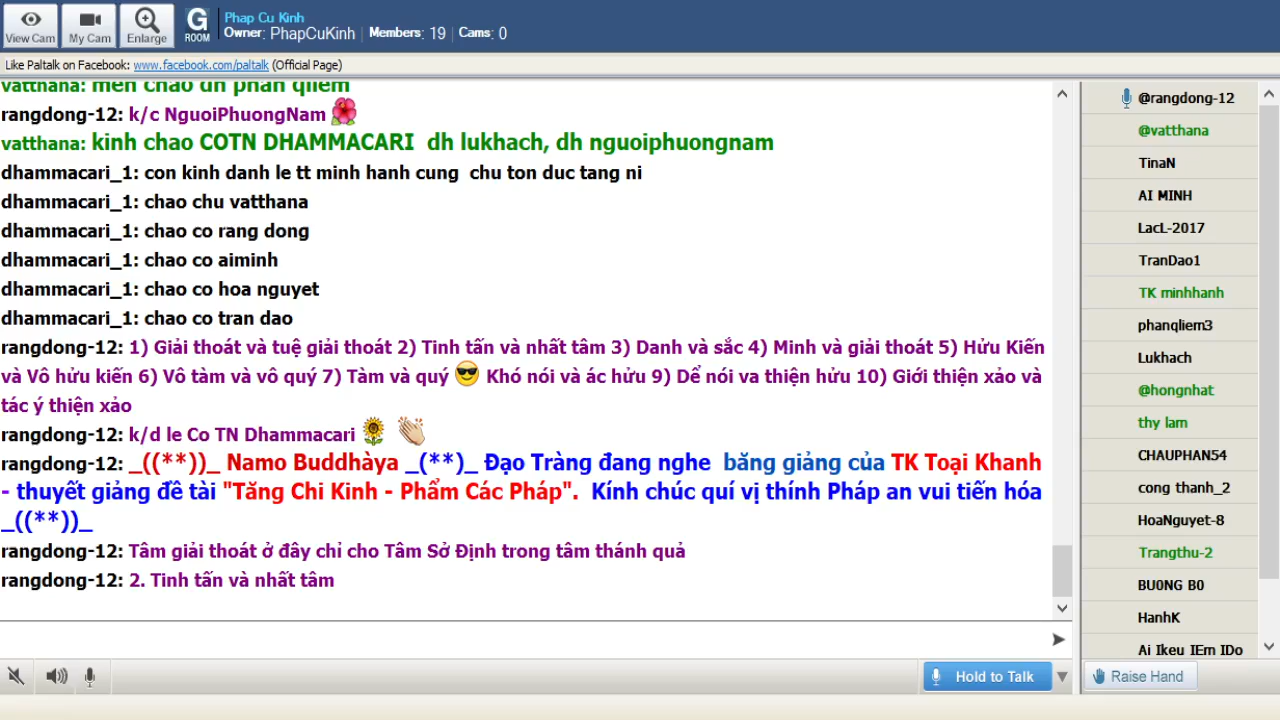 View Cam
My Cam
Enlarge
G
ROOM
Phap Cu Kinh
Owner: PhapCuKinh | Members: 19 | Cams: 0
Like Paltalk on Facebook: www.facebook.com/paltalk (Official Page)
vatthana: men chao dh phan qliem
rangdong-12: k/c NguoiPhuongNam
vatthana: kinh chao COTN DHAMMACARI dh lukhach, dh nguoiphuongnam
dhammacari_1: con kinh danh le tt minh hanh cung chu ton duc tang ni
dhammacari_1: chao chu vatthana
dhammacari_1: chao co rang dong
dhammacari_1: chao co aiminh
dhammacari_1: chao co hoa nguyet
dhammacari_1: chao co tran dao
rangdong-12: 1) Giải thoát và tuệ giải thoát 2) Tinh tấn và nhất tâm 3) Danh và sắc 4) Minh và giải thoát 5) Hữu Kiến
và Vô hữu kiến 6) Vô tàm và vô quý 7) Tàm và quý Khó nói và ác hữu 9) Dể nói va thiện hữu 10) Giới thiện xảo và
tác ý thiện xảo
rangdong-12: k/d le Co TN Dhammacari
rangdong-12: _((**))_ Namo Buddhàya _(**)_ Đạo Tràng đang nghe băng giảng của TK Toại Khanh
- thuyết giảng đề tài "Tăng Chi Kinh - Phẩm Các Pháp". Kính chúc quí vị thính Pháp an vui tiến hóa
_((**))_
rangdong-12: Tâm giải thoát ở đây chỉ cho Tâm Sở Định trong tâm thánh quả
rangdong-12: 2. Tinh tấn và nhất tâm
Hold to Talk
@rangdong-12
@vatthana
TinaN
AI MINH
LacL-2017
TranDao1
TK minhhanh
phanqliem3
Lukhach
@hongnhat
thy lam
CHAUPHAN54
cong thanh_2
HoaNguyet-8
Trangthu-2
BU0NG B0
HanhK
Ai Ikeu IEm IDo
Raise Hand